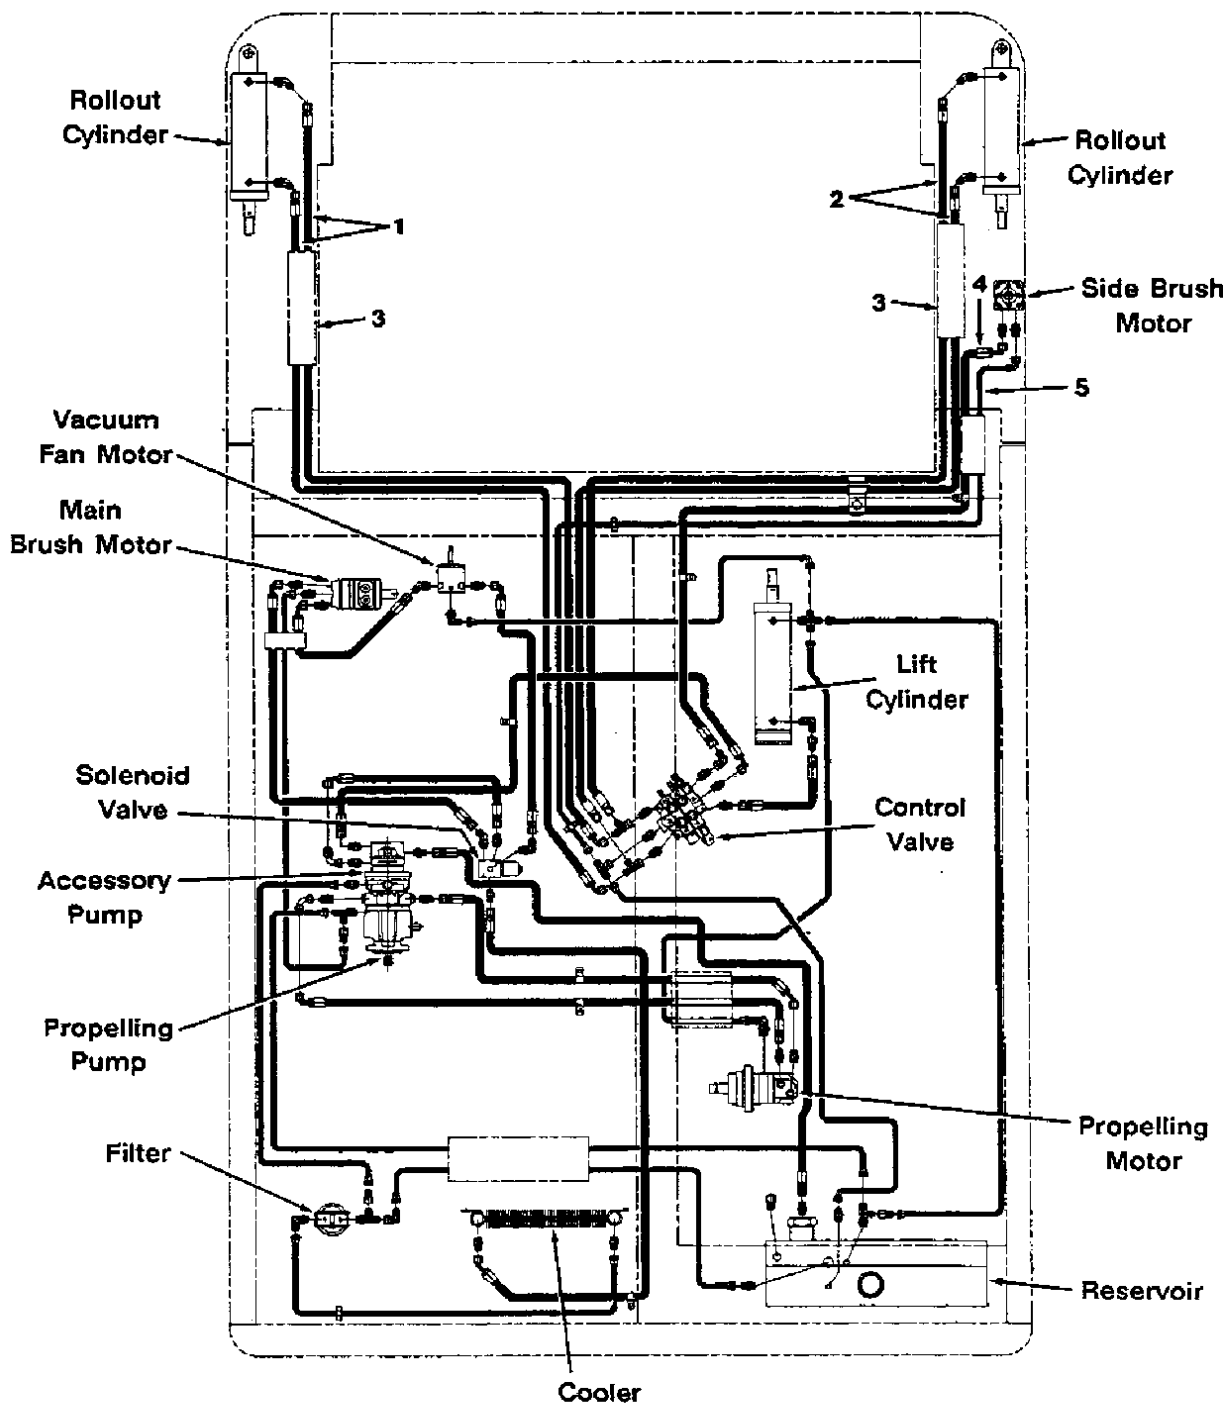 Rollout
Cylinder
Rollout
Cylinder
1
2
3
3
4
Side Brush
Motor
5
Vacuum
Fan Motor
Main
Brush Motor
Lift
Cylinder
Solenoid
Valve
Control
Valve
Accessory
Pump
Propelling
Pump
Propelling
Motor
Filter
Reservoir
Cooler